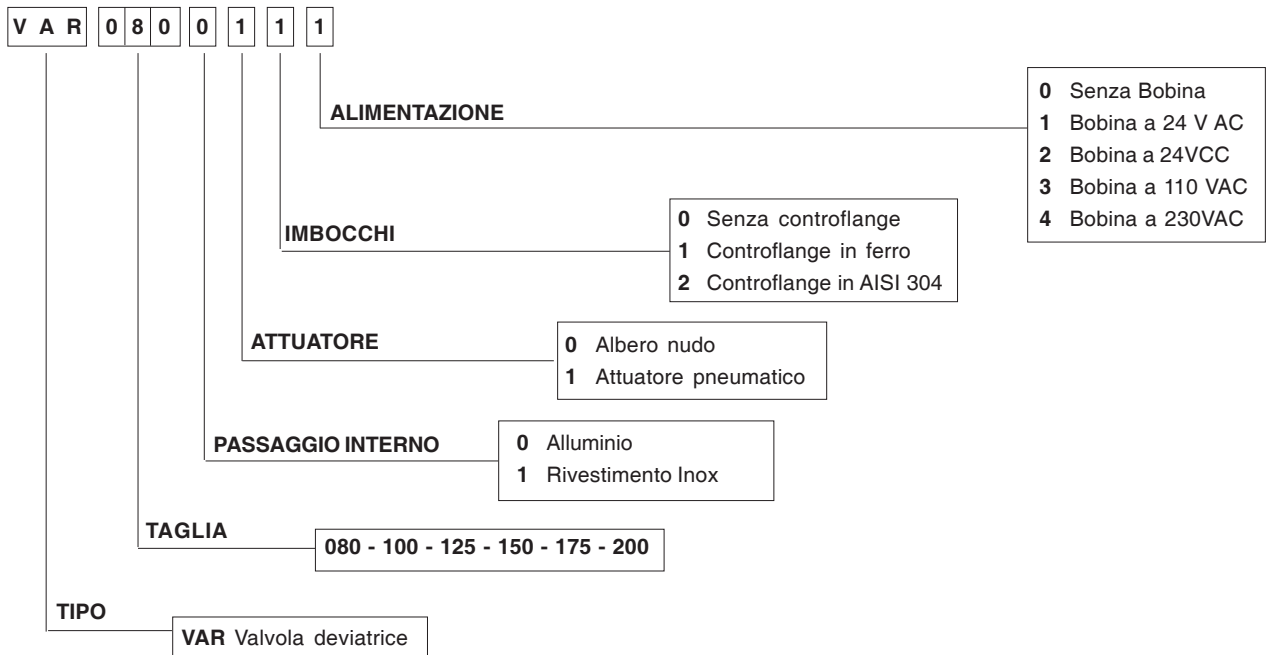 V A R 0 8 0 0 1 1 1
ALIMENTAZIONE
0 Senza Bobina
1 Bobina a 24 V AC
2 Bobina a 24VCC
3 Bobina a 110 VAC
4 Bobina a 230VAC
IMBOCCHI
0 Senza controflange
1 Controflange in ferro
2 Controflange in AISI 304
ATTUATORE
0 Albero nudo
1 Attuatore pneumatico
PASSAGGIO INTERNO
0 Alluminio
1 Rivestimento Inox
TAGLIA
080 - 100 - 125 - 150 - 175 - 200
TIPO
VAR Valvola deviatrice